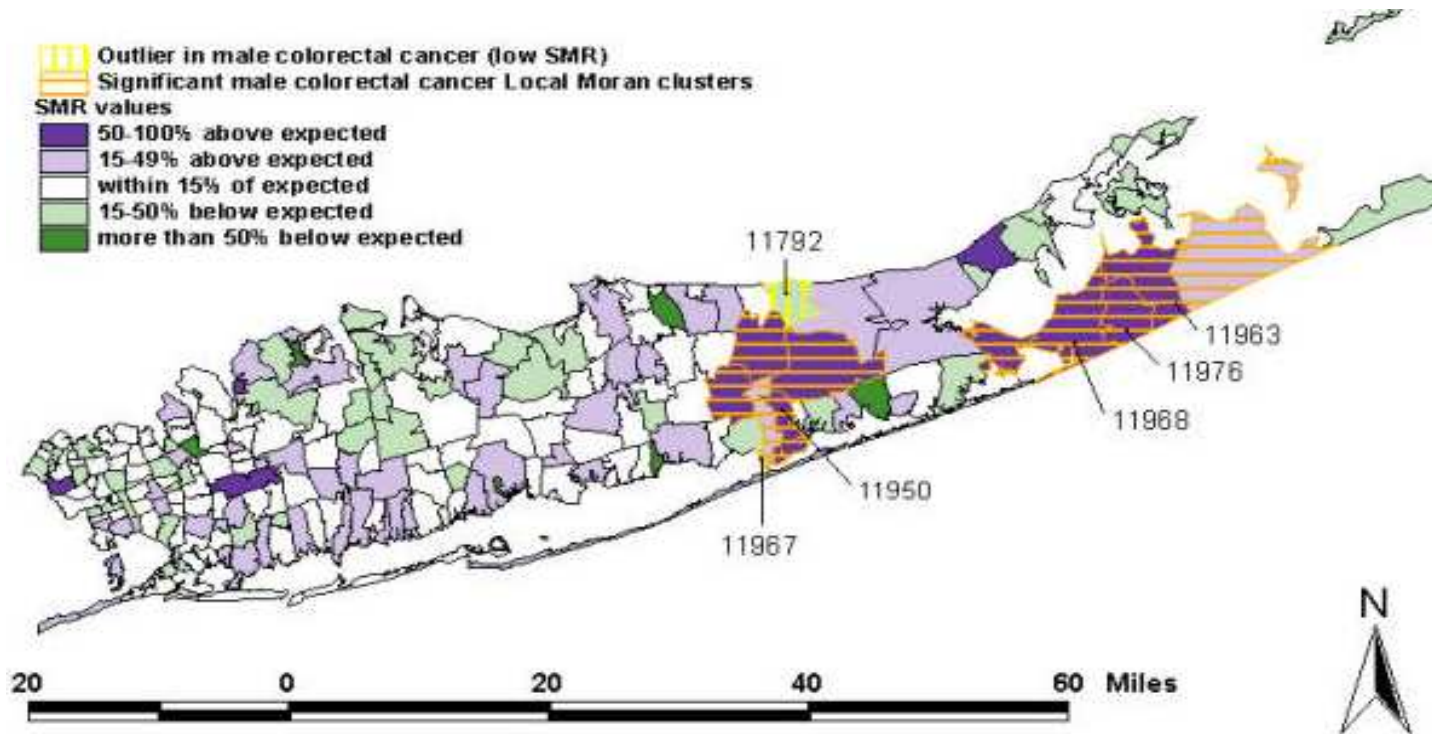 Outlier in male colorectal cancer (low SMR)
Significant male colorectal cancer Local Moran clusters
SMR values
50-100% above expected
15-49% above expected
within 15% of expected
15-50% below expected
more than 50% below expected
11792
11963
11976
11968
11950
11967
N
20 0 20 40 60 Miles